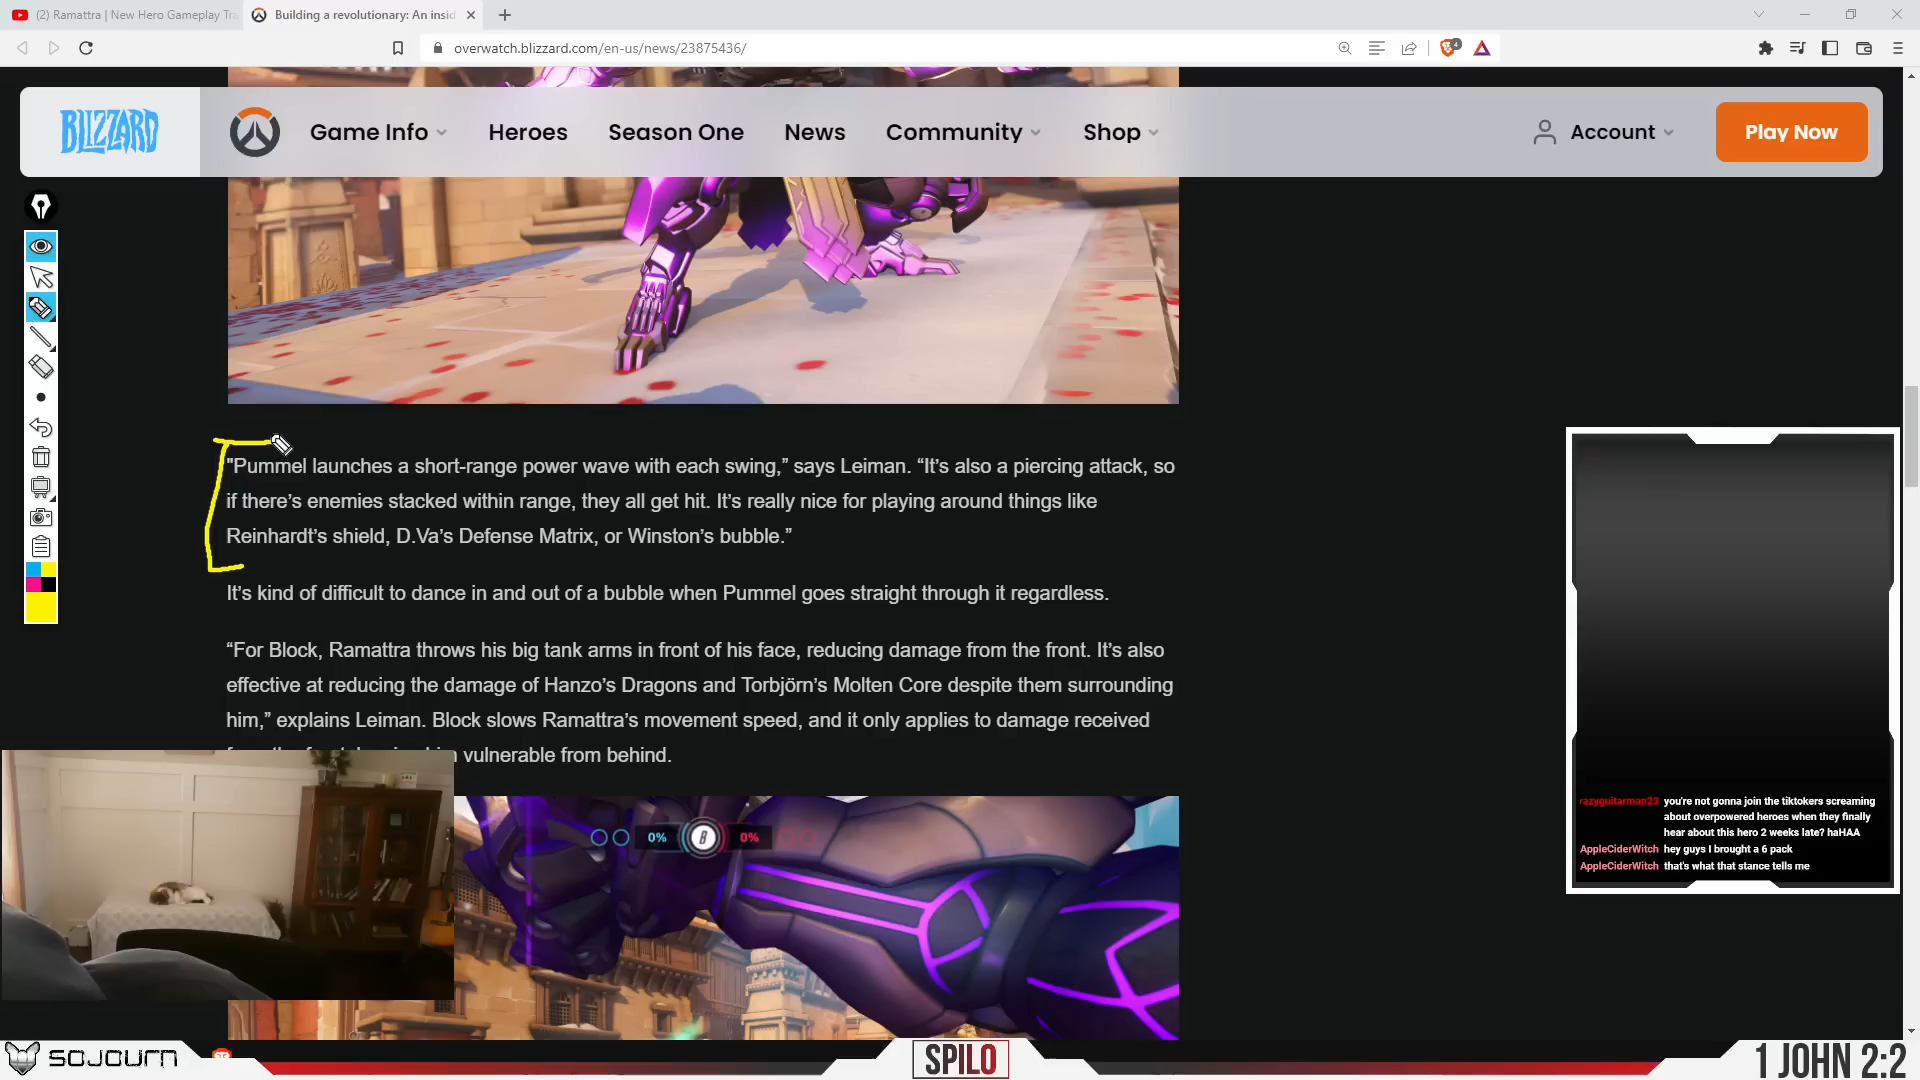 (2) Ramattra | New Hero Gameplay Tra
Building a revolutionary: An insid
overwatch.blizzard.com/en-us/news/23875436/
4
BLIZZARD
Game Info
Heroes
Season One
News
Community
Shop
Account
Play Now
"Pummel launches a short-range power wave with each swing,” says Leiman. “It’s also a piercing attack, so
if there’s enemies stacked within range, they all get hit. It’s really nice for playing around things like
Reinhardt’s shield, D.Va’s Defense Matrix, or Winston’s bubble.”
It’s kind of difficult to dance in and out of a bubble when Pummel goes straight through it regardless.
“For Block, Ramattra throws his big tank arms in front of his face, reducing damage from the front. It’s also
effective at reducing the damage of Hanzo’s Dragons and Torbjörn’s Molten Core despite them surrounding
him,” explains Leiman. Block slows Ramattra’s movement speed, and it only applies to damage received
vulnerable from behind.
0%
B
0%
razyguitarman23 you're not gonna join the tiktokers screaming
about overpowered heroes when they finally
hear about this hero 2 weeks late? haHAA
AppleCiderWitch hey guys I brought a 6 pack
AppleCiderWitch that's what that stance tells me
SOJOURN
SPILO
1 JOHN 2:2